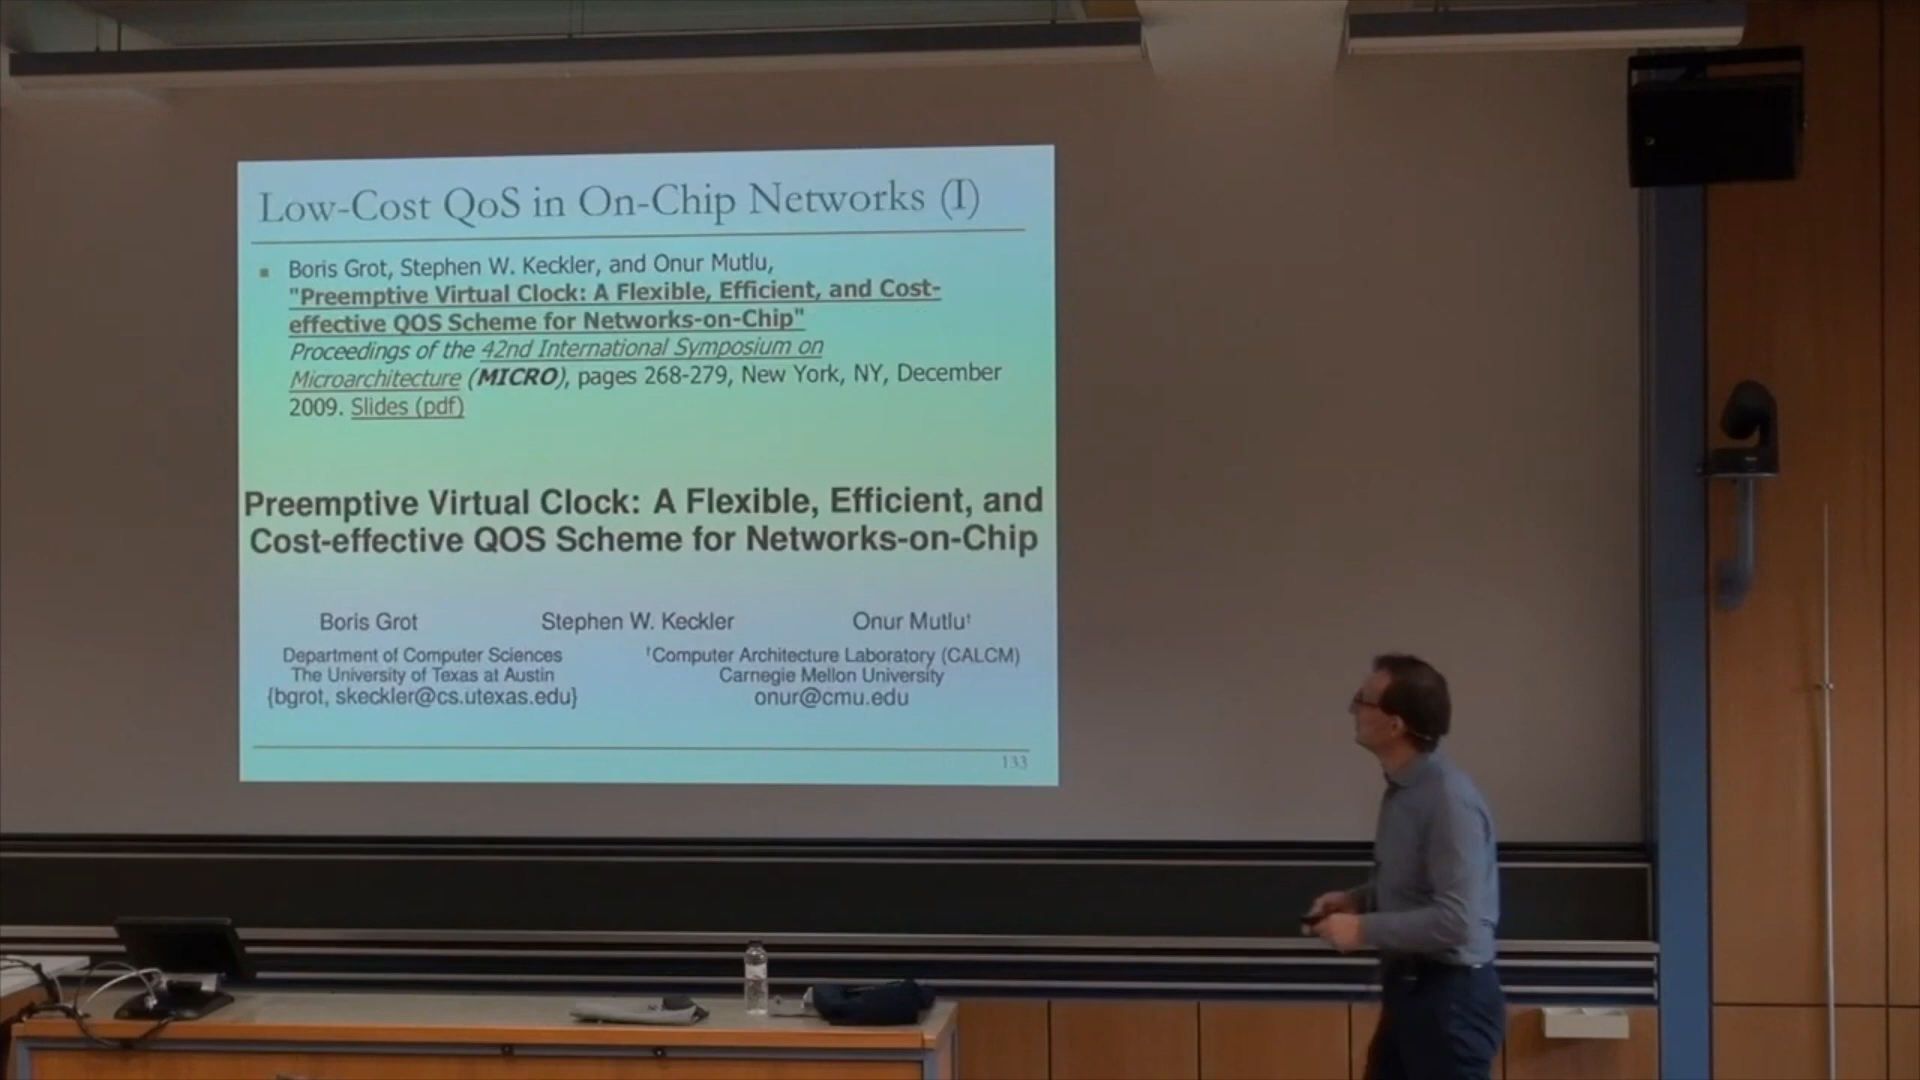 Low-Cost QoS in On-Chip Networks (I)
Boris Grot, Stephen W. Keckler, and Onur Mutlu,
"Preemptive Virtual Clock: A Flexible, Efficient, and Cost-
effective QOS Scheme for Networks-on-Chip"
Proceedings of the 42nd International Symposium on
Microarchitecture (MICRO), pages 268-279, New York, NY, December
2009. Slides (pdf)
Preemptive Virtual Clock: A Flexible, Efficient, and
Cost-effective QOS Scheme for Networks-on-Chip
Boris Grot Stephen W. Keckler Onur Mutlu†
Department of Computer Sciences
The University of Texas at Austin
{bgrot, skeckler@cs.utexas.edu}
†Computer Architecture Laboratory (CALCM)
Carnegie Mellon University
onur@cmu.edu
133